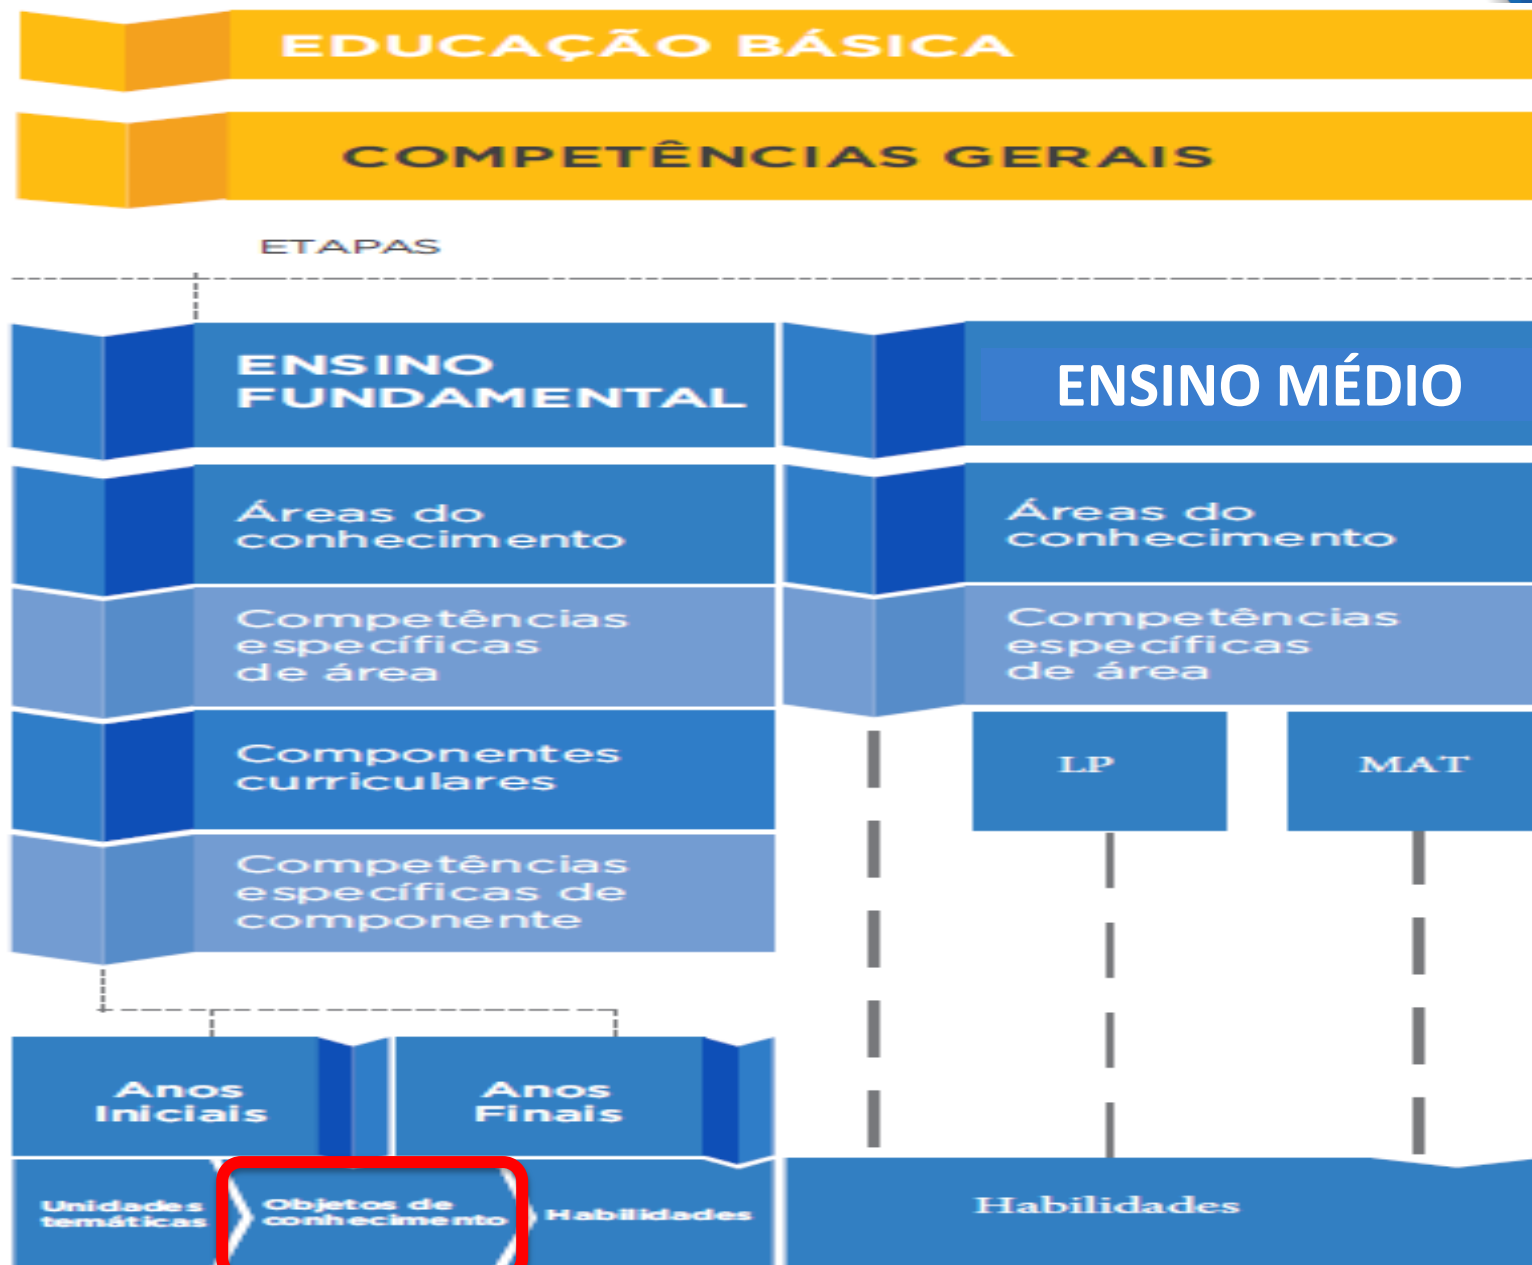 EDUCAÇÃO BÁSICA
COMPETÊNCIAS GERAIS
ETAPAS
ENSINO
FUNDAMENTAL
ENSINO MÉDIO
Áreas do
conhecimento
Áreas do
conhecimento
Competências
específicas
de área
Competências
específicas
de área
Componentes
curriculares
LP
MAT
Competências
específicas de
componente
Anos
Iniciais
Anos
Finais
Unidades
temáticas
Objetos de
conhecimento
Habilidades
Habilidades